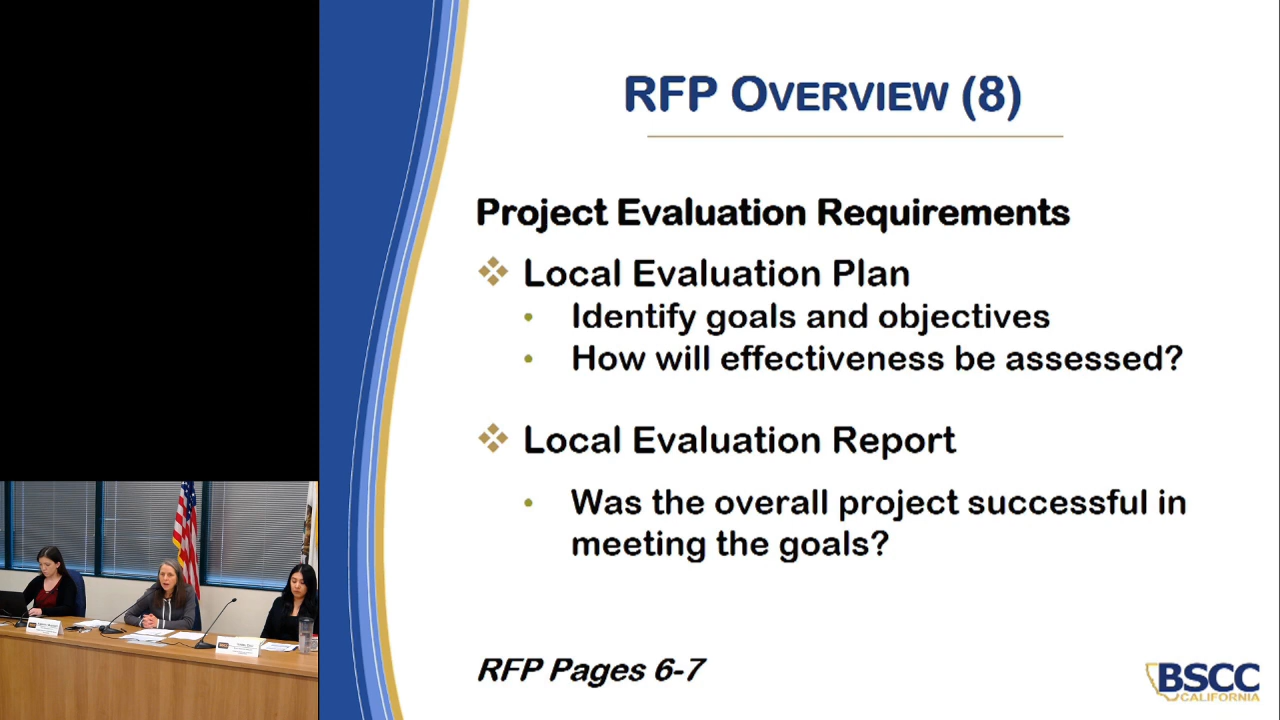 RFP OVERVIEW (8)
Project Evaluation Requirements
Local Evaluation Plan
Identify goals and objectives
How will effectiveness be assessed?
Local Evaluation Report
Was the overall project successful in
meeting the goals?
RFP Pages 6-7
BSCC
CALIFORNIA